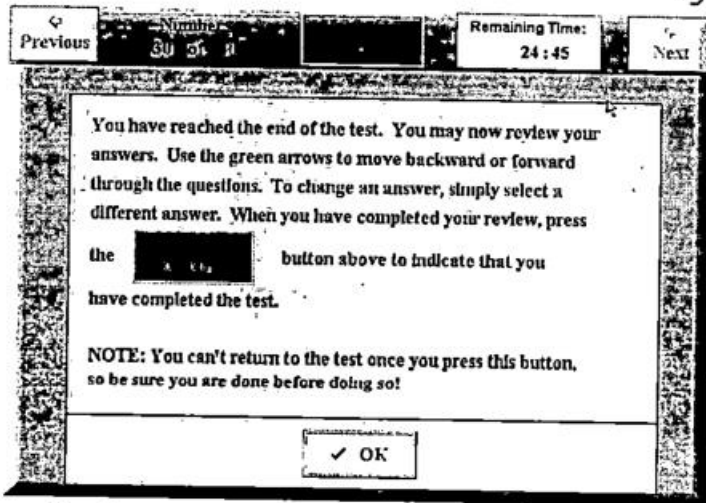 Previous
Number
30 of
Remaining Time:
24:45
Next
You have reached the end of the test. You may now review your
answers. Use the green arrows to move backward or forward
through the questions. To change an answer, simply select a
different answer. When you have completed your review, press
the button above to indicate that you
have completed the test.
NOTE: You can't return to the test once you press this button,
so be sure you are done before doing so!
✓ OK